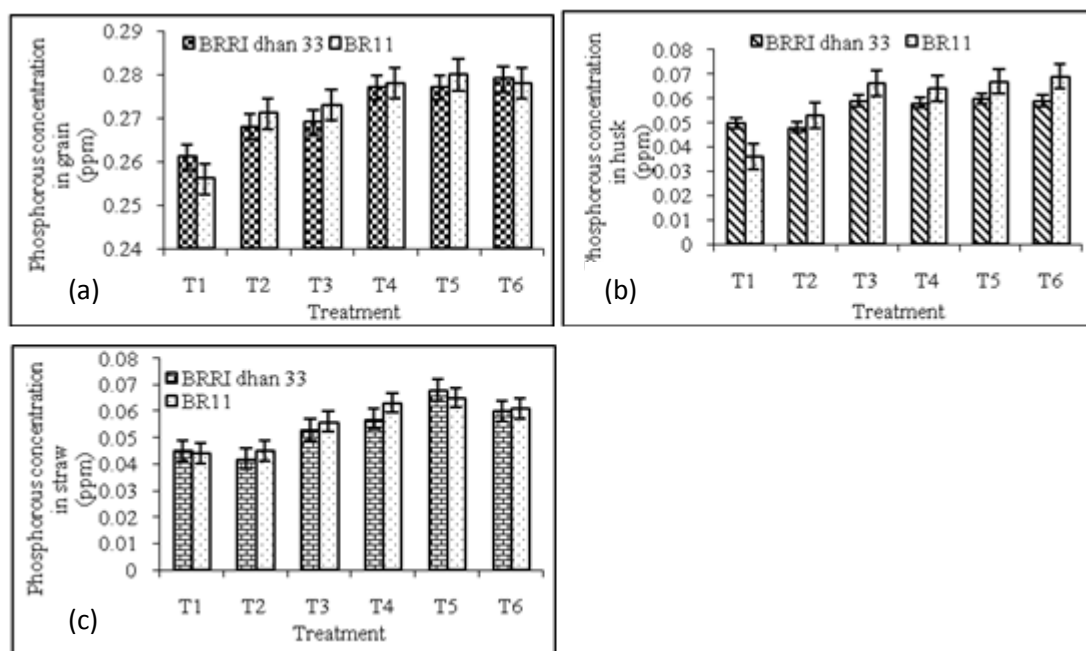 Phosphorous concentration
in grain
(ppm)
0.29
0.28
0.27
0.26
0.25
0.24
BRRI dhan 33
BR11
T1 T2 T3 T4 T5 T6
Treatment
(a)
Phosphorous concentration
in husk
(ppm)
0.08
0.07
0.06
0.05
0.04
0.03
0.02
0.01
0
BRRI dhan 33
BR11
T1 T2 T3 T4 T5 T6
Treatment
(b)
Phosphorous concentration
in straw
(ppm)
0.08
0.07
0.06
0.05
0.04
0.03
0.02
0.01
0
BRRI dhan 33
BR11
T1 T2 T3 T4 T5 T6
Treatment
(c)